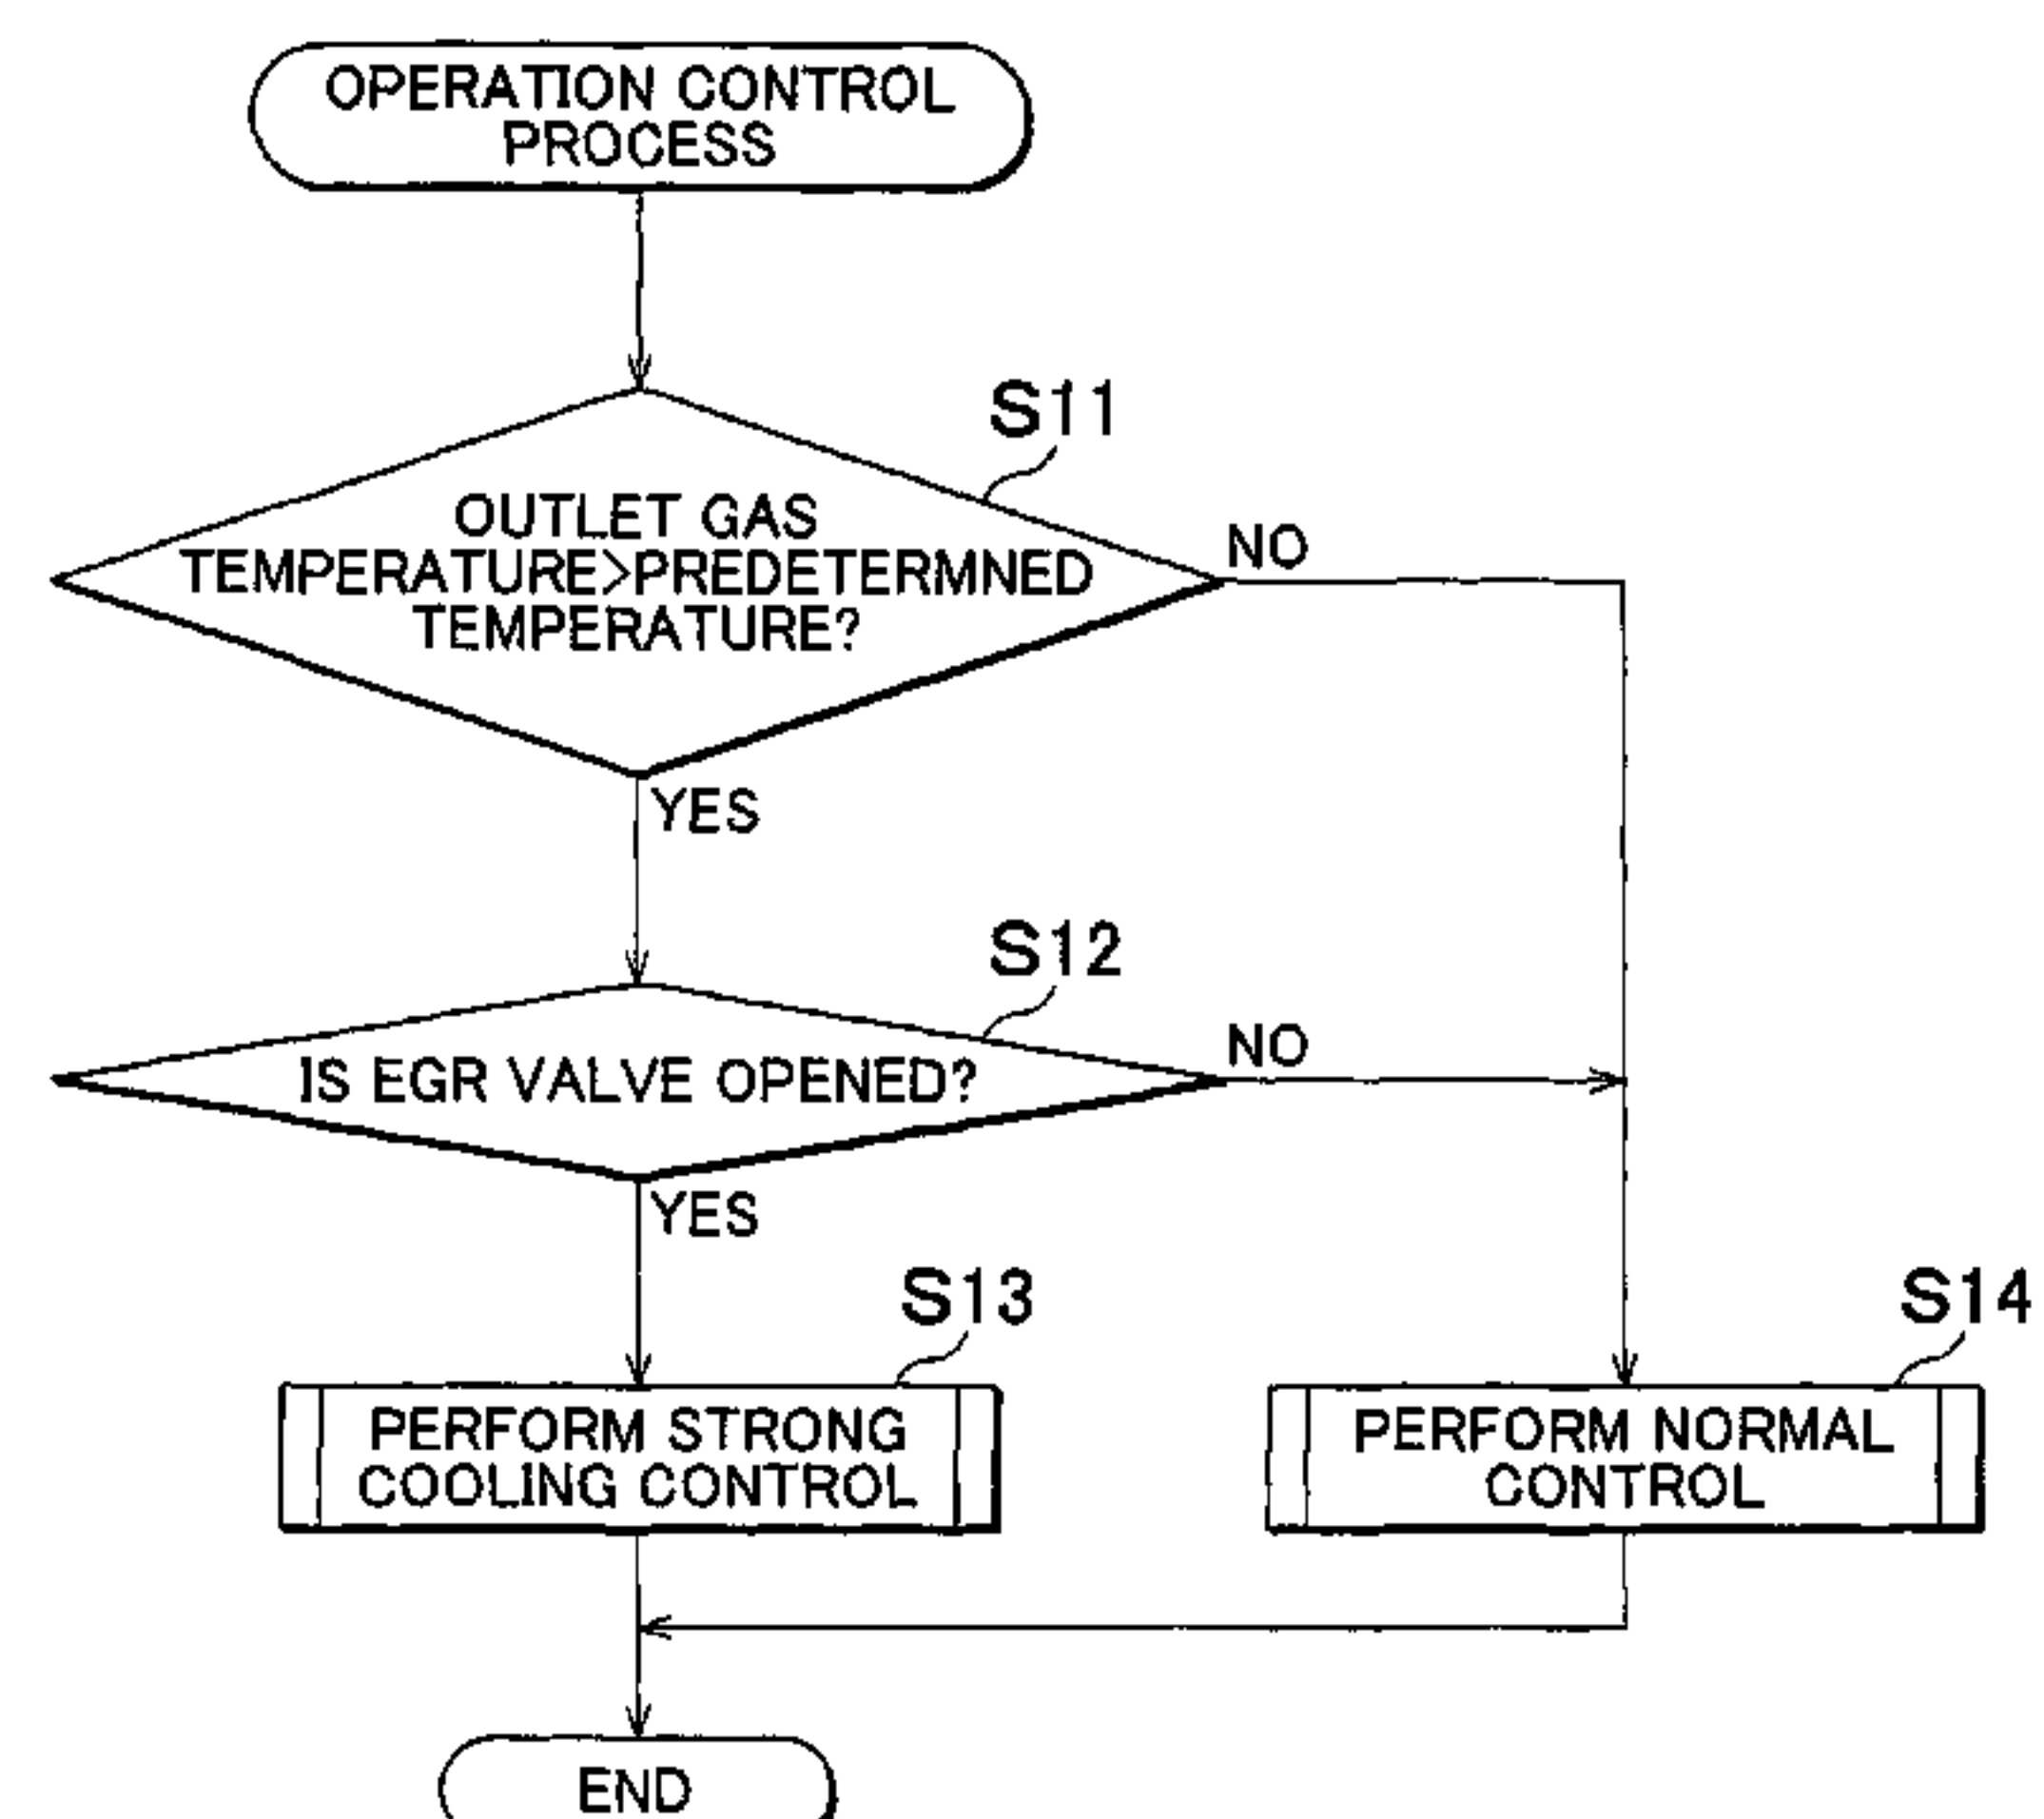 OPERATION CONTROL
PROCESS
S11
OUTLET GAS
TEMPERATURE>PREDETERMNED
TEMPERATURE?
NO
YES
S12
IS EGR VALVE OPENED?
NO
YES
S13
S14
PERFORM STRONG
COOLING CONTROL
PERFORM NORMAL
CONTROL
END